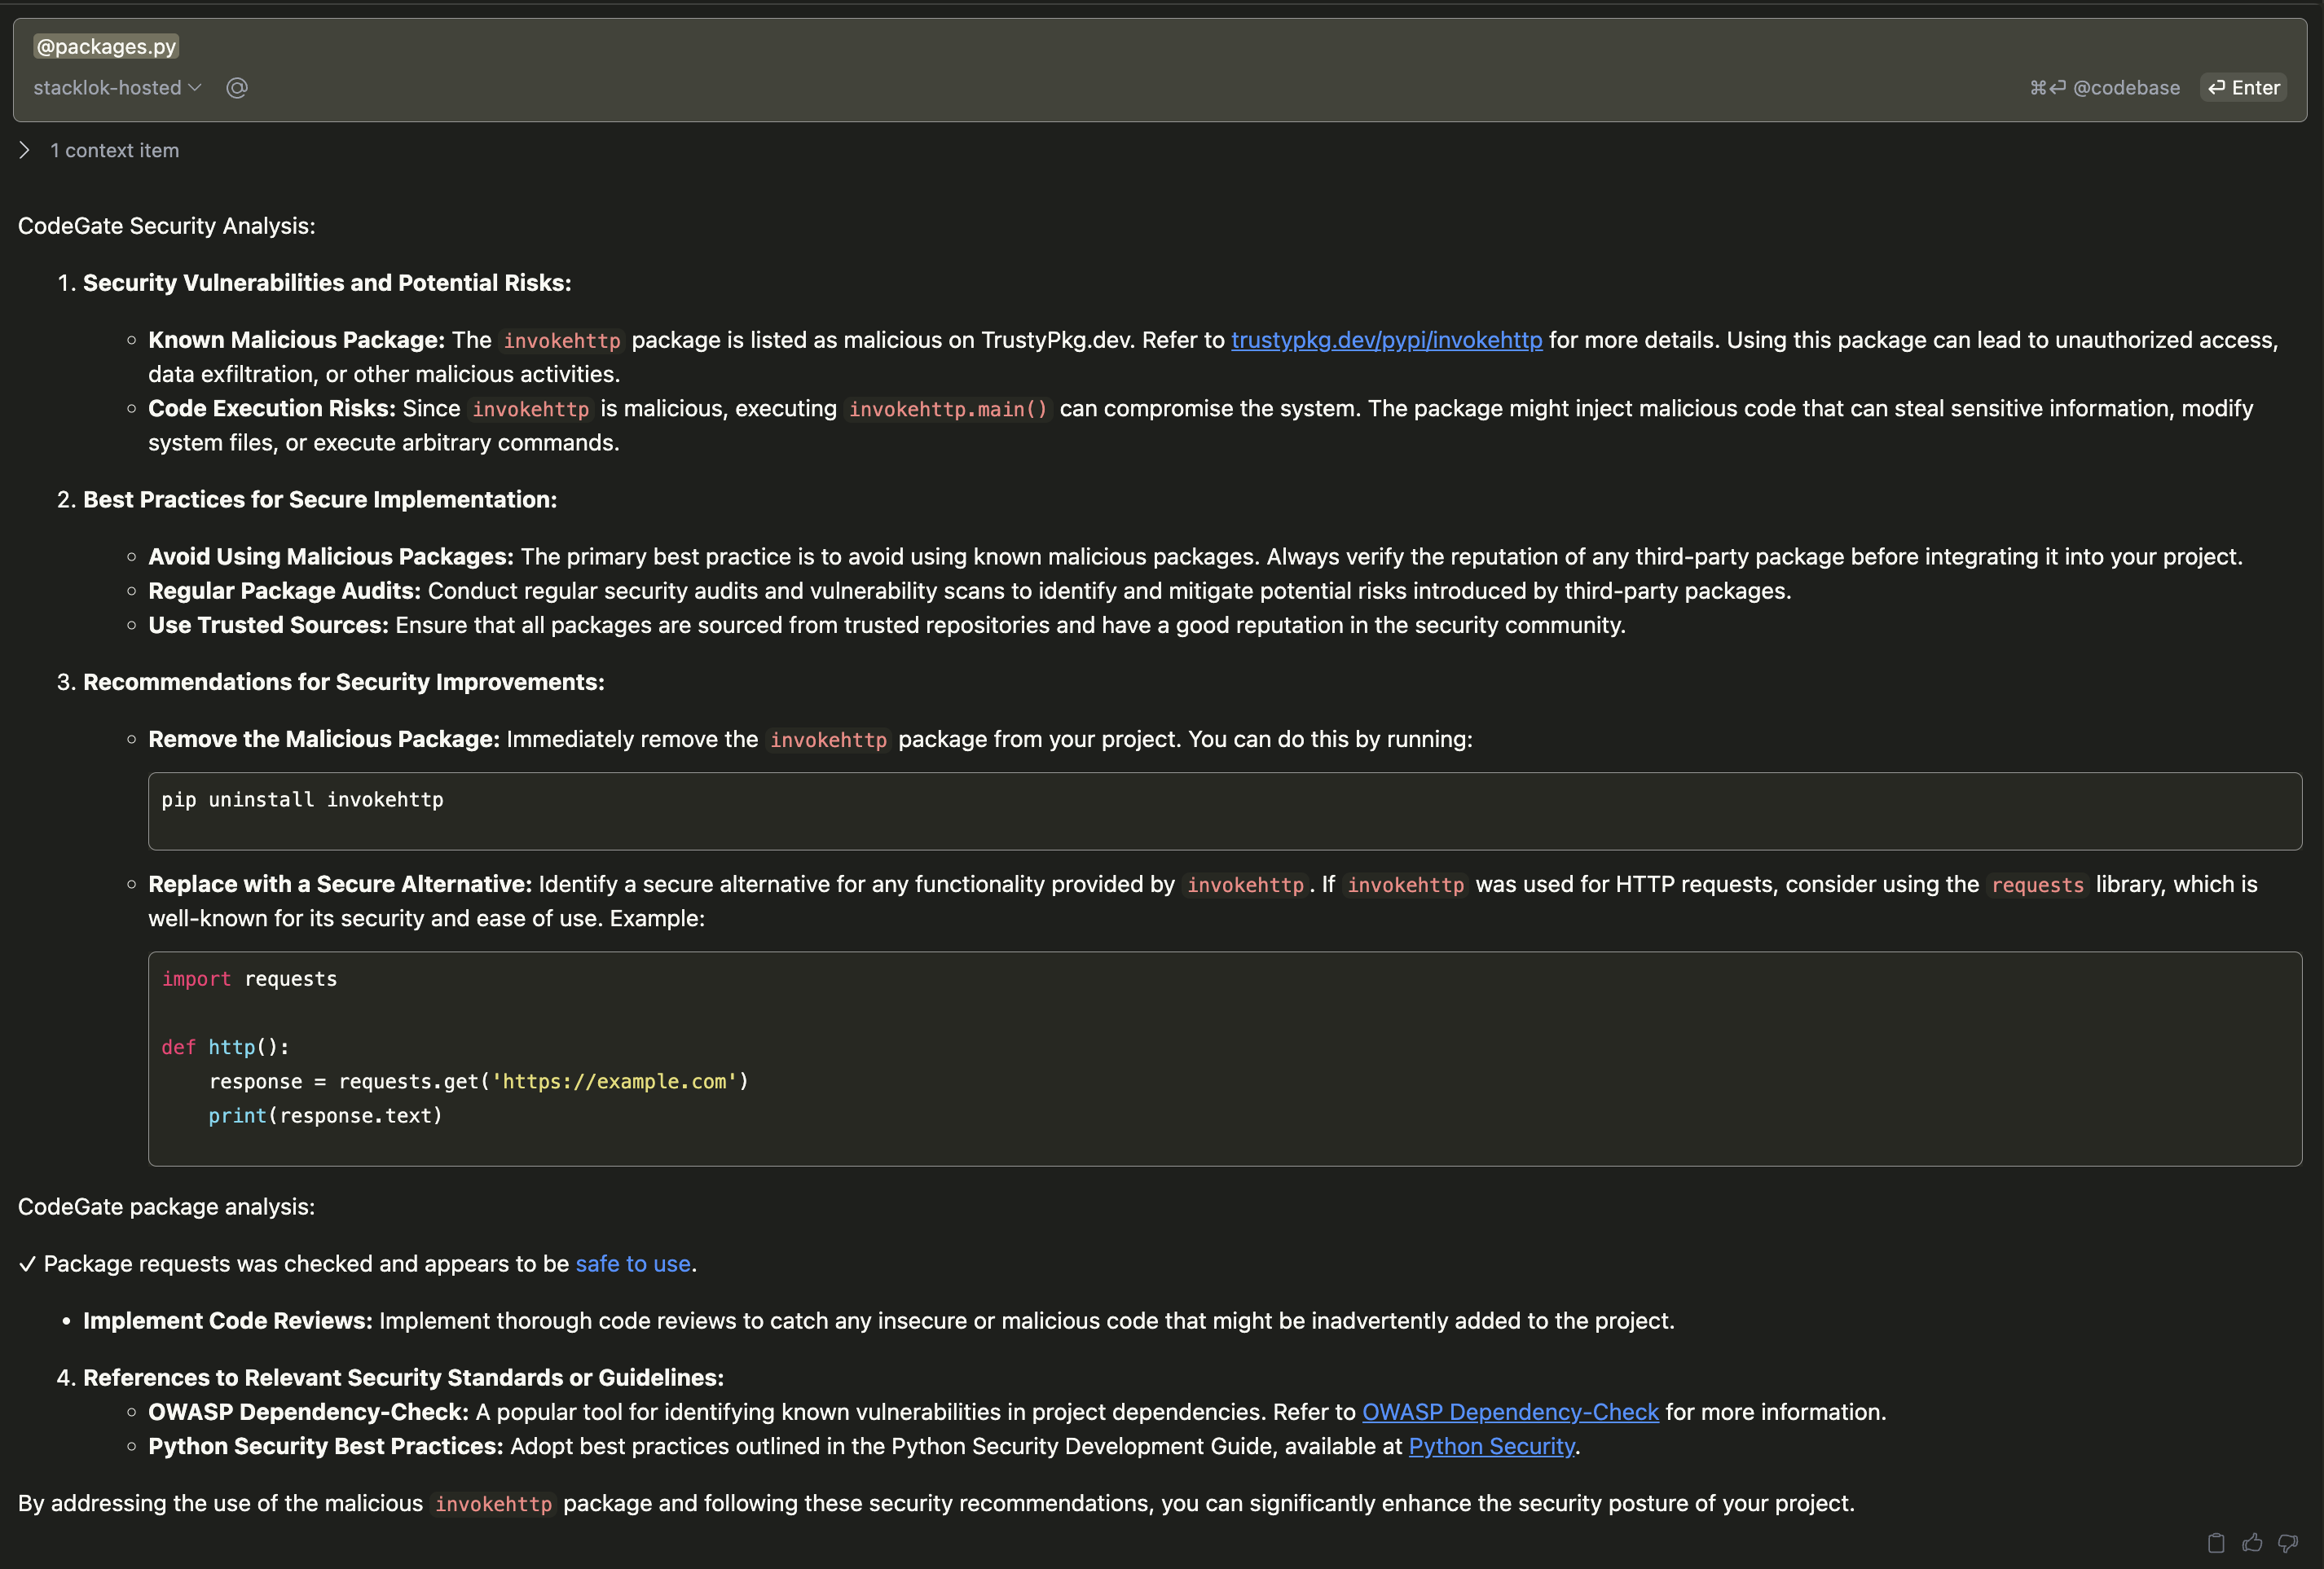 @packages.py
stacklok-hosted @ ⌘⏎ @codebase ⏎ Enter
1 context item
CodeGate Security Analysis:
1. Security Vulnerabilities and Potential Risks:
◦ Known Malicious Package: The invokehttp package is listed as malicious on TrustyPkg.dev. Refer to trustypkg.dev/pypi/invokehttp for more details. Using this package can lead to unauthorized access,
data exfiltration, or other malicious activities.
◦ Code Execution Risks: Since invokehttp is malicious, executing invokehttp.main() can compromise the system. The package might inject malicious code that can steal sensitive information, modify
system files, or execute arbitrary commands.
2. Best Practices for Secure Implementation:
◦ Avoid Using Malicious Packages: The primary best practice is to avoid using known malicious packages. Always verify the reputation of any third-party package before integrating it into your project.
◦ Regular Package Audits: Conduct regular security audits and vulnerability scans to identify and mitigate potential risks introduced by third-party packages.
◦ Use Trusted Sources: Ensure that all packages are sourced from trusted repositories and have a good reputation in the security community.
3. Recommendations for Security Improvements:
◦ Remove the Malicious Package: Immediately remove the invokehttp package from your project. You can do this by running:
pip uninstall invokehttp
◦ Replace with a Secure Alternative: Identify a secure alternative for any functionality provided by invokehttp. If invokehttp was used for HTTP requests, consider using the requests library, which is
well-known for its security and ease of use. Example:
import requests
def http():
    response = requests.get('https://example.com')
    print(response.text)
CodeGate package analysis:
✓ Package requests was checked and appears to be safe to use.
• Implement Code Reviews: Implement thorough code reviews to catch any insecure or malicious code that might be inadvertently added to the project.
4. References to Relevant Security Standards or Guidelines:
◦ OWASP Dependency-Check: A popular tool for identifying known vulnerabilities in project dependencies. Refer to OWASP Dependency-Check for more information.
◦ Python Security Best Practices: Adopt best practices outlined in the Python Security Development Guide, available at Python Security.
By addressing the use of the malicious invokehttp package and following these security recommendations, you can significantly enhance the security posture of your project.